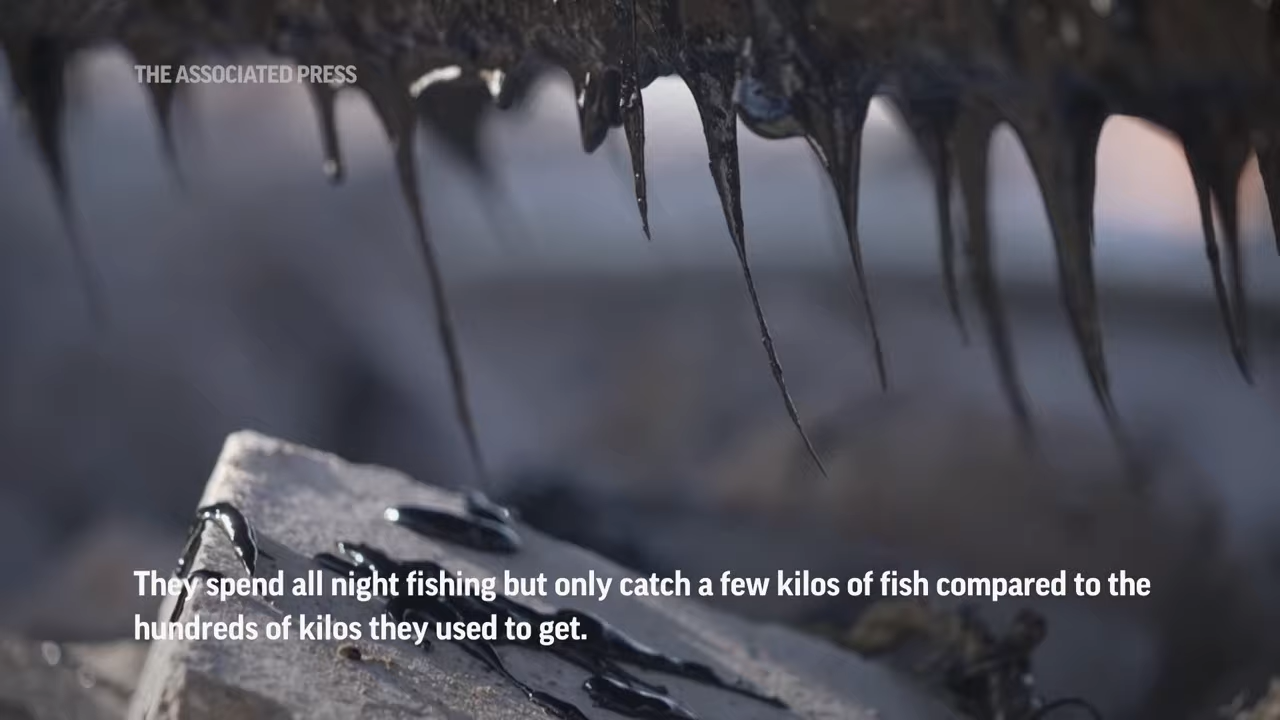 THE ASSOCIATED PRESS
They spend all night fishing but only catch a few kilos of fish compared to the
hundreds of kilos they used to get.